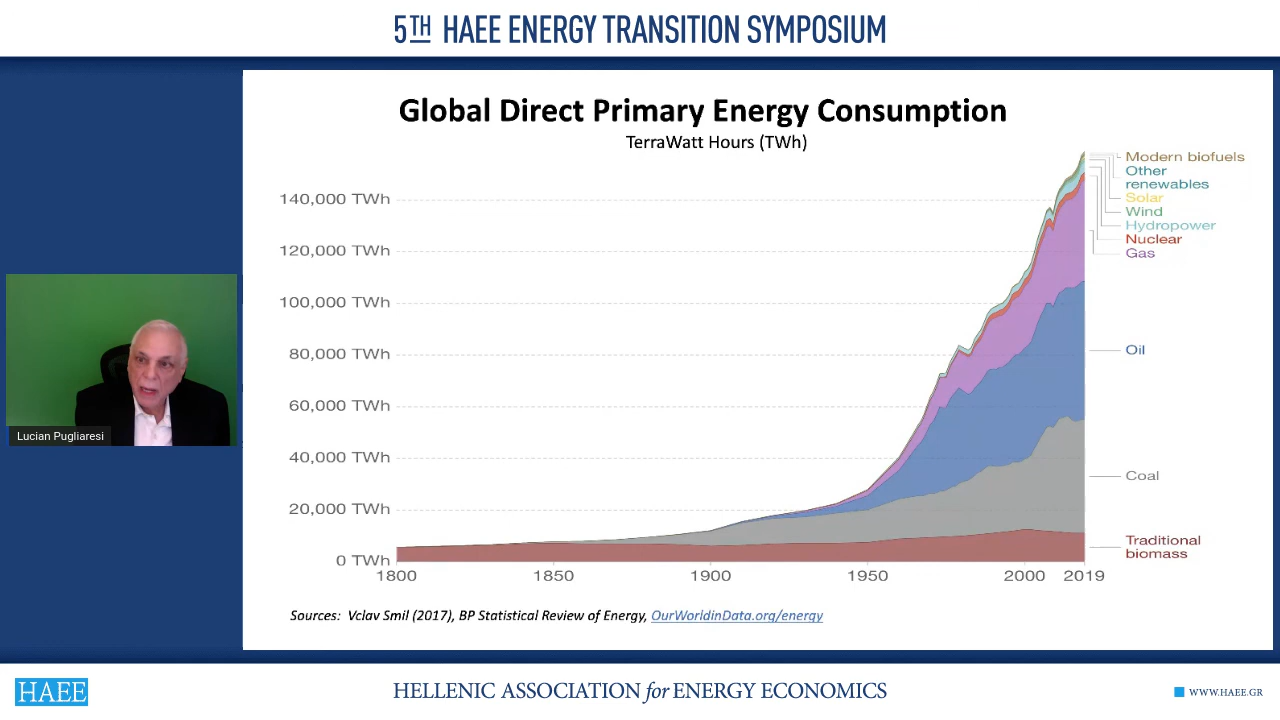 5TH HAEE ENERGY TRANSITION SYMPOSIUM
Global Direct Primary Energy Consumption
TerraWatt Hours (TWh)
140,000 TWh
120,000 TWh
100,000 TWh
80,000 TWh
60,000 TWh
40,000 TWh
20,000 TWh
0 TWh
1800
1850
1900
1950
2000
2019
Modern biofuels
Other
renewables
Solar
Wind
Hydropower
Nuclear
Gas
Oil
Coal
Traditional
biomass
Sources: Vclav Smil (2017), BP Statistical Review of Energy, OurWorldinData.org/energy
Lucian Pugliaresi
HAEE
HELLENIC ASSOCIATION for ENERGY ECONOMICS
WWW.HAEE.GR